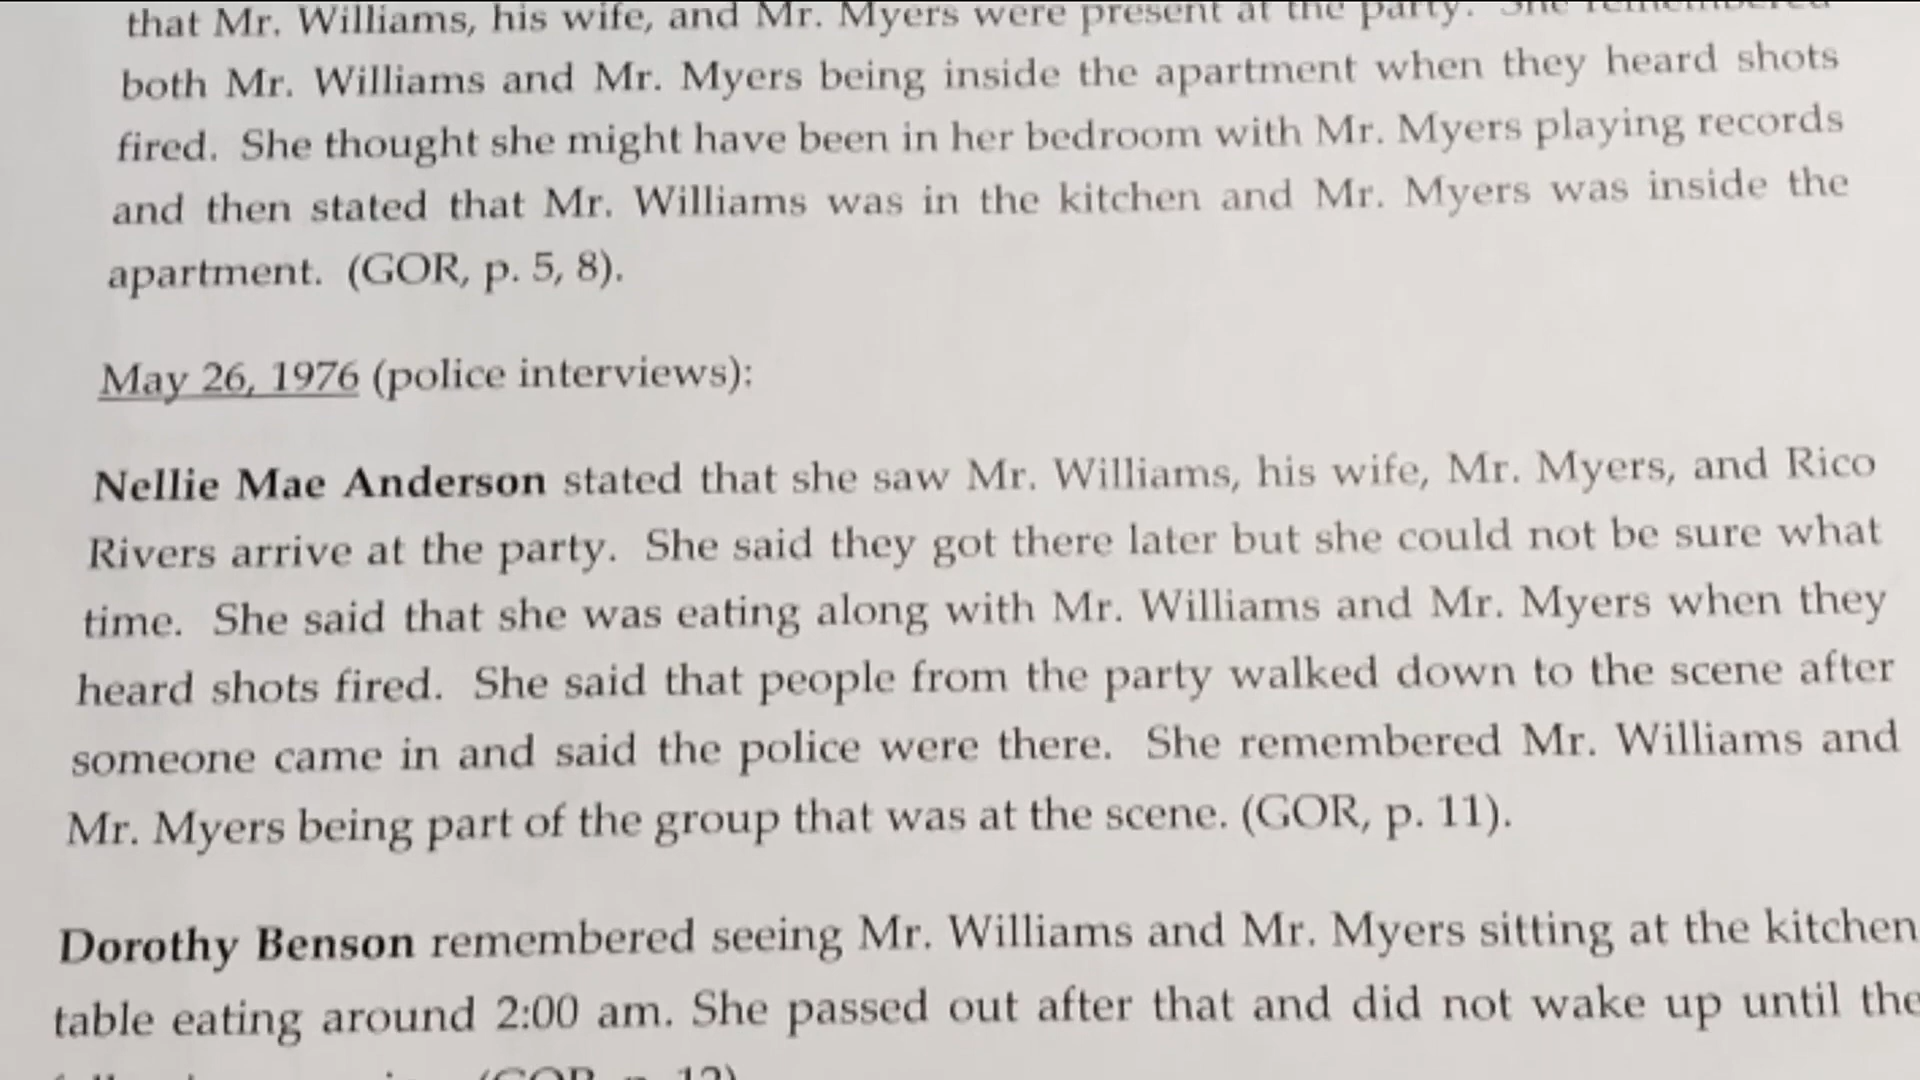 that Mr. Williams, his wife, and Mr. Myers were present at the party. She remembered
both Mr. Williams and Mr. Myers being inside the apartment when they heard shots
fired. She thought she might have been in her bedroom with Mr. Myers playing records
and then stated that Mr. Williams was in the kitchen and Mr. Myers was inside the
apartment. (GOR, p. 5, 8).
May 26, 1976 (police interviews):
Nellie Mae Anderson stated that she saw Mr. Williams, his wife, Mr. Myers, and Rico
Rivers arrive at the party. She said they got there later but she could not be sure what
time. She said that she was eating along with Mr. Williams and Mr. Myers when they
heard shots fired. She said that people from the party walked down to the scene after
someone came in and said the police were there. She remembered Mr. Williams and
Mr. Myers being part of the group that was at the scene. (GOR, p. 11).
Dorothy Benson remembered seeing Mr. Williams and Mr. Myers sitting at the kitchen
table eating around 2:00 am. She passed out after that and did not wake up until the
(GOR, p. 12)